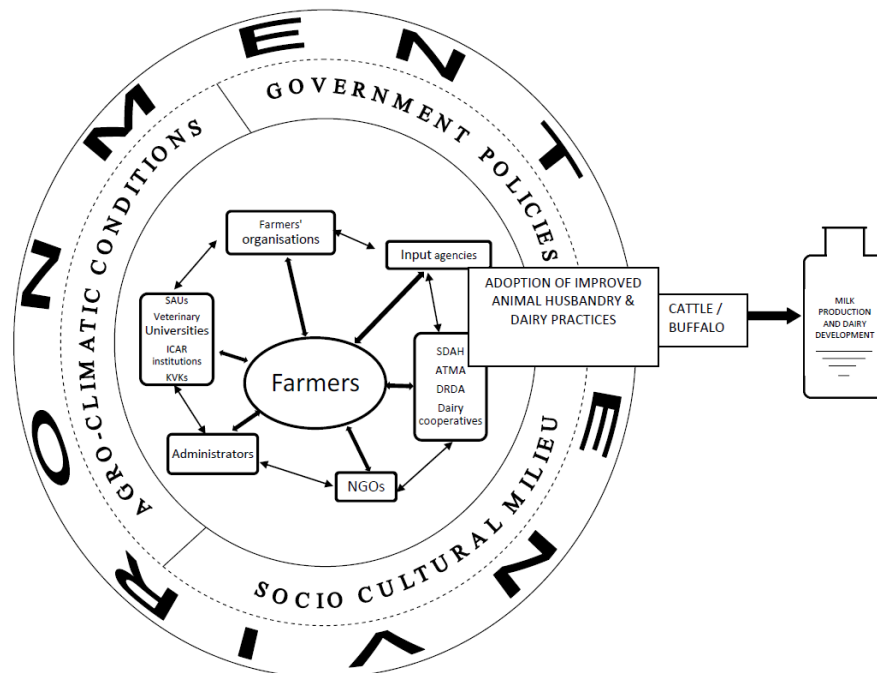 ENVIRONMENT
GOVERNMENT POLICIES
AGRO-CLIMATIC CONDITIONS
SOCIO CULTURAL MILIEU
Farmers'
organisations
Input agencies
SAUs
Veterinary
Universities
ICAR
institutions
KVKs
Farmers
SDAH
ATMA
DRDA
Dairy
cooperatives
Administrators
NGOs
ADOPTION OF IMPROVED
ANIMAL HUSBANDRY &
DAIRY PRACTICES
CATTLE /
BUFFALO
MILK
PRODUCTION
AND DAIRY
DEVELOPMENT